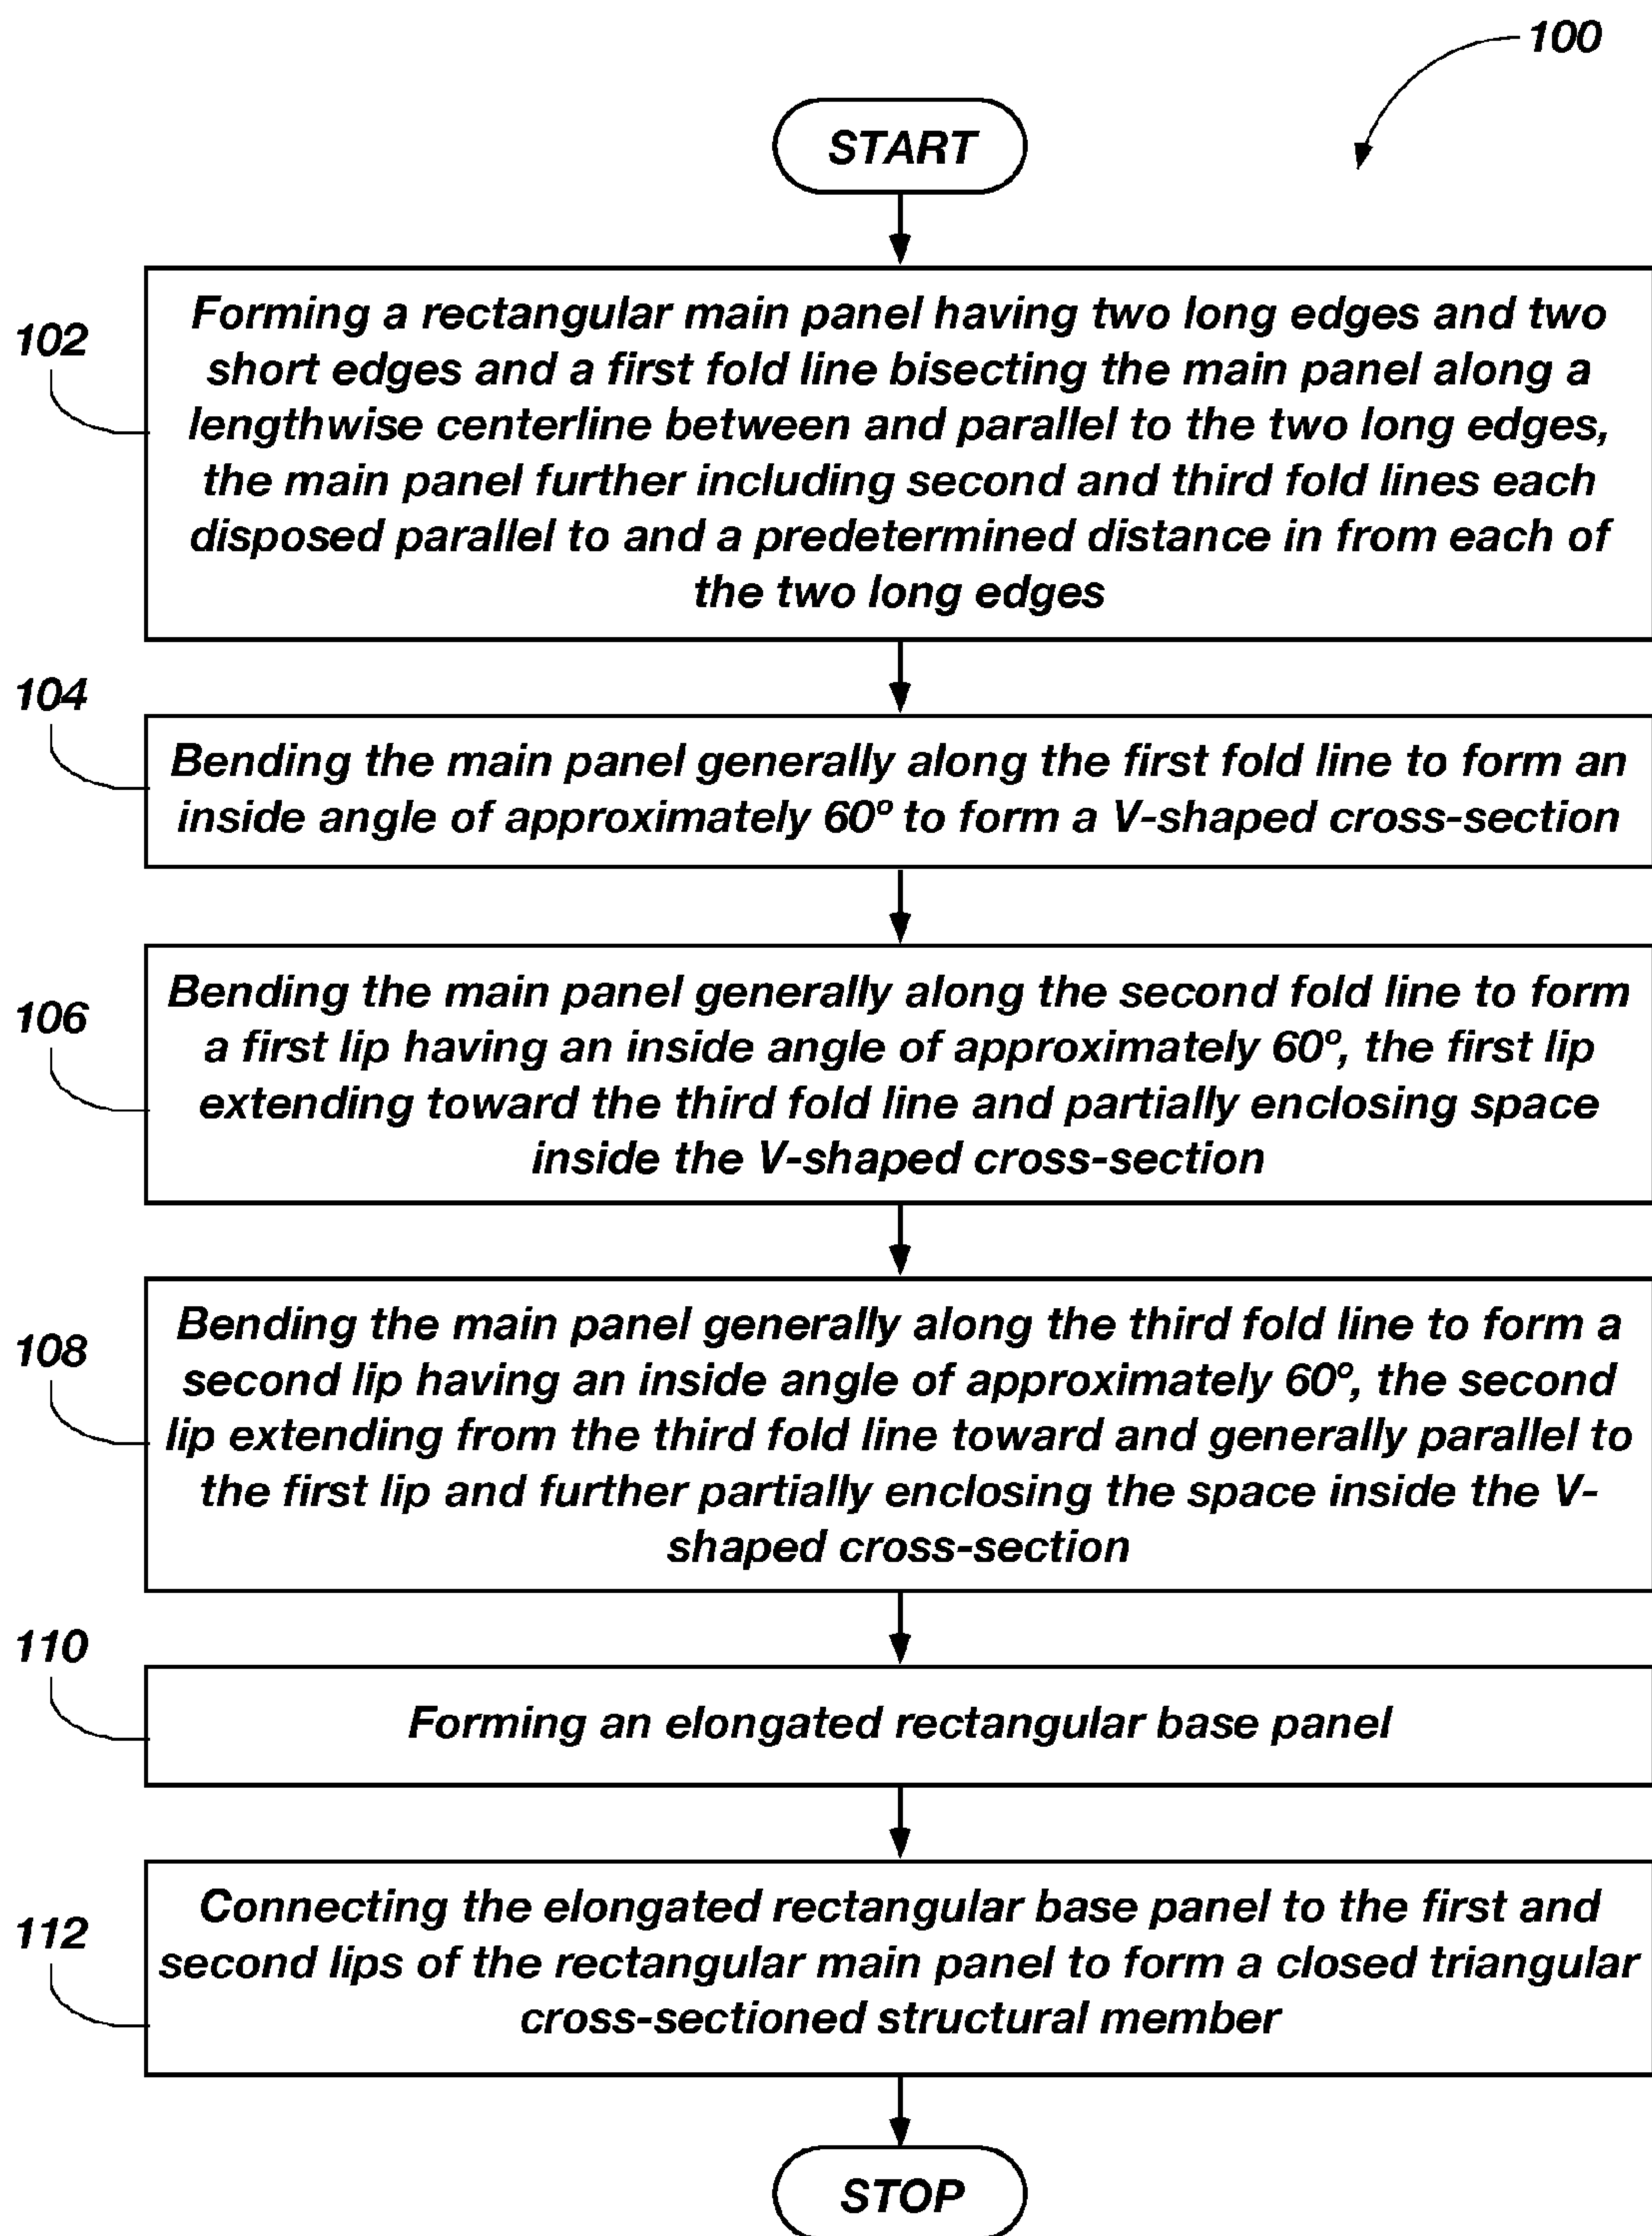 100
START
102
Forming a rectangular main panel having two long edges and two
short edges and a first fold line bisecting the main panel along a
lengthwise centerline between and parallel to the two long edges,
the main panel further including second and third fold lines each
disposed parallel to and a predetermined distance in from each of
the two long edges
104
Bending the main panel generally along the first fold line to form an
inside angle of approximately 60º to form a V-shaped cross-section
106
Bending the main panel generally along the second fold line to form
a first lip having an inside angle of approximately 60º, the first lip
extending toward the third fold line and partially enclosing space
inside the V-shaped cross-section
108
Bending the main panel generally along the third fold line to form a
second lip having an inside angle of approximately 60º, the second
lip extending from the third fold line toward and generally parallel to
the first lip and further partially enclosing the space inside the V-
shaped cross-section
110
Forming an elongated rectangular base panel
112
Connecting the elongated rectangular base panel to the first and
second lips of the rectangular main panel to form a closed triangular
cross-sectioned structural member
STOP